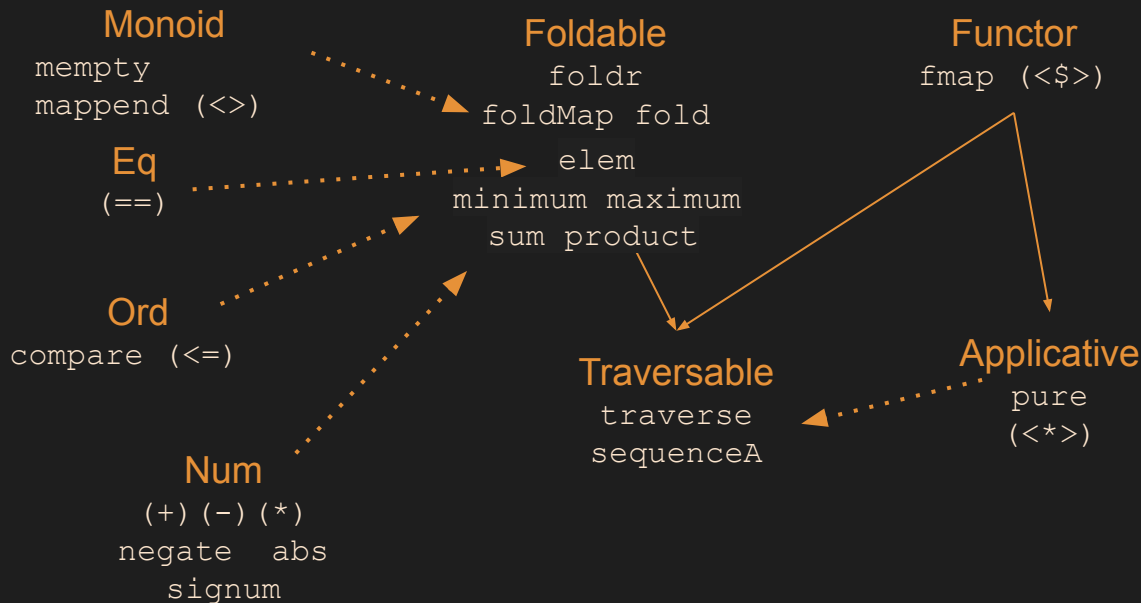 Monoid
mempty
mappend (<>)
Eq
(==)
Ord
compare (<=)
Num
(+)(-)(*)
negate abs
signum
Foldable
foldr
foldMap fold
elem
minimum maximum
sum product
Traversable
traverse
sequenceA
Functor
fmap (<$>)
Applicative
pure
(<*>)